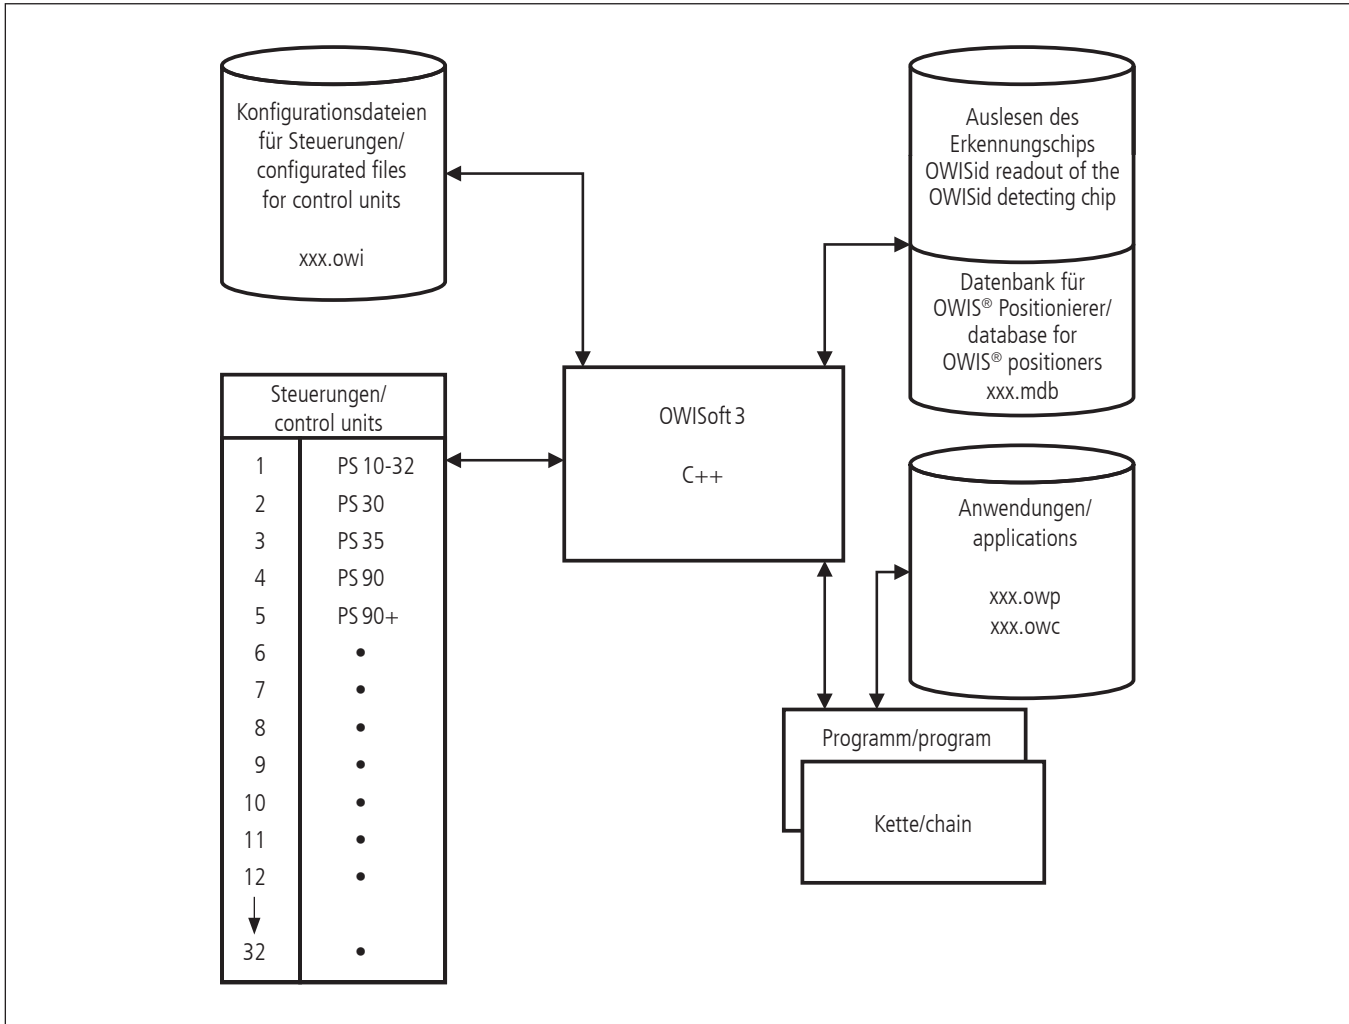 Konfigurationsdateien
für Steuerungen/
configurated files
for control units
xxx.owi
Auslesen des
Erkennungschips
OWISid readout of the
OWISid detecting chip
Datenbank für
OWIS® Positionierer/
database for
OWIS® positioners
xxx.mdb
Steuerungen/
control units
1 PS 10-32
2 PS 30
3 PS 35
4 PS 90
5 PS 90+
6 •
7 •
8 •
9 •
10 •
11 •
12 •
32 •
OWISoft 3
C++
Anwendungen/
applications
xxx.owp
xxx.owc
Programm/program
Kette/chain